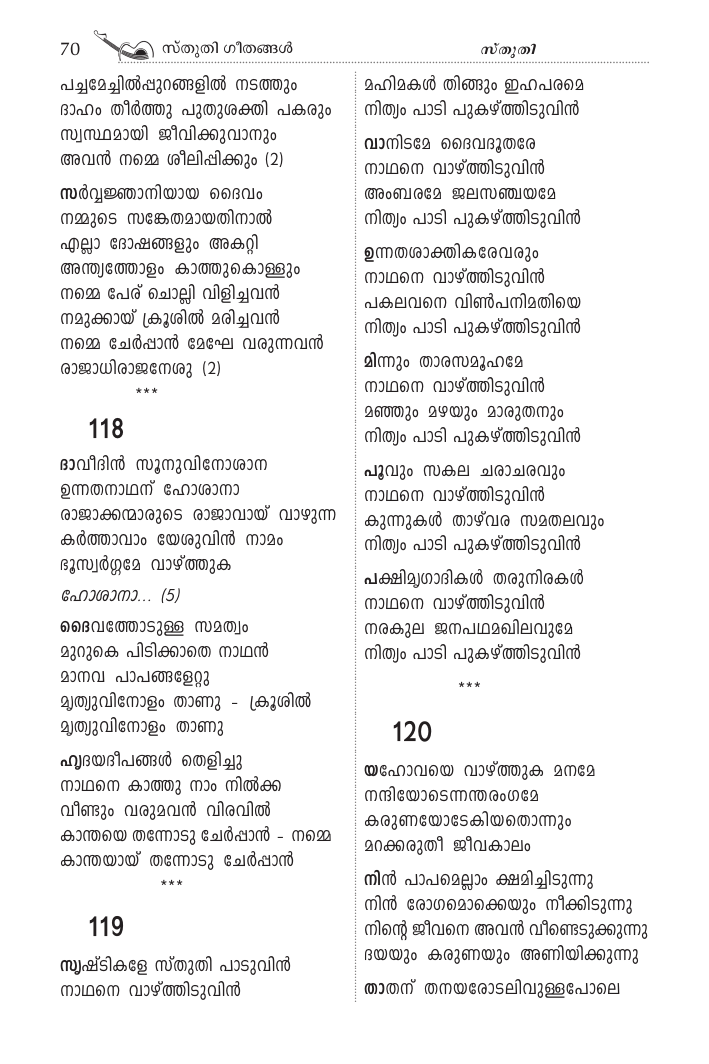 70 സ്തുതി ഗീതങ്ങൾ
സ്തുതി
പച്ചമേച്ചിൽപ്പുറങ്ങളിൽ നടത്തും
ദാഹം തീർത്തു പുതുശക്തി പകരും
സ്വസ്ഥമായി ജീവിക്കുവാനും
അവൻ നമ്മെ ശീലിപ്പിക്കും (2)
സർവ്വജ്ഞാനിയായ ദൈവം
നമ്മുടെ സങ്കേതമായതിനാൽ
എല്ലാ ദോഷങ്ങളും അകറ്റി
അന്ത്യത്തോളം കാത്തുകൊള്ളും
നമ്മെ പേര് ചൊല്ലി വിളിച്ചവൻ
നമുക്കായ് ക്രൂശിൽ മരിച്ചവൻ
നമ്മെ ചേർപ്പാൻ മേഘേ വരുന്നവൻ
രാജാധിരാജനേശു (2)
***
118
ദാവീദിൻ സൂനുവിനോശാന
ഉന്നതനാഥന് ഹോശാനാ
രാജാക്കന്മാരുടെ രാജാവായ് വാഴുന്ന
കർത്താവാം യേശുവിൻ നാമം
ഭൂസ്വർഗ്ഗമേ വാഴ്ത്തുക
ഹോശാനാ... (5)
ദൈവത്തോടുള്ള സമത്വം
മുറുകെ പിടിക്കാതെ നാഥൻ
മാനവ പാപങ്ങളേറ്റു
മൃത്യുവിനോളം താണു – ക്രൂശിൽ
മൃത്യുവിനോളം താണു
ഹൃദയദീപങ്ങൾ തെളിച്ചു
നാഥനെ കാത്തു നാം നിൽക്ക
വീണ്ടും വരുമവൻ വിരവിൽ
കാന്തയെ തന്നോടു ചേർപ്പാൻ – നമ്മെ
കാന്തയായ് തന്നോടു ചേർപ്പാൻ
***
119
സൃഷ്ടികളേ സ്തുതി പാടുവിൻ
നാഥനെ വാഴ്ത്തിടുവിൻ
മഹിമകൾ തിങ്ങും ഇഹപരമെ
നിത്യം പാടി പുകഴ്ത്തിടുവിൻ
വാനിടമേ ദൈവദൂതരേ
നാഥനെ വാഴ്ത്തിടുവിൻ
അംബരമേ ജലസഞ്ചയമേ
നിത്യം പാടി പുകഴ്ത്തിടുവിൻ
ഉന്നതശാക്തികരേവരും
നാഥനെ വാഴ്ത്തിടുവിൻ
പകലവനെ വിൺപനിമതിയെ
നിത്യം പാടി പുകഴ്ത്തിടുവിൻ
മിന്നും താരസമൂഹമേ
നാഥനെ വാഴ്ത്തിടുവിൻ
മഞ്ഞും മഴയും മാരുതനും
നിത്യം പാടി പുകഴ്ത്തിടുവിൻ
പൂവും സകല ചരാചരവും
നാഥനെ വാഴ്ത്തിടുവിൻ
കുന്നുകൾ താഴ്വര സമതലവും
നിത്യം പാടി പുകഴ്ത്തിടുവിൻ
പക്ഷിമൃഗാദികൾ തരുനിരകൾ
നാഥനെ വാഴ്ത്തിടുവിൻ
നരകുല ജനപഥമഖിലവുമേ
നിത്യം പാടി പുകഴ്ത്തിടുവിൻ
***
120
യഹോവയെ വാഴ്ത്തുക മനമേ
നന്ദിയോടെന്നന്തരംഗമേ
കരുണയോടേകിയതൊന്നും
മറക്കരുതീ ജീവകാലം
നിൻ പാപമെല്ലാം ക്ഷമിച്ചിടുന്നു
നിൻ രോഗമൊക്കെയും നീക്കിടുന്നു
നിന്റെ ജീവനെ അവൻ വീണ്ടെടുക്കുന്നു
ദയയും കരുണയും അണിയിക്കുന്നു
താതന് തനയരോടലിവുള്ളപോലെ